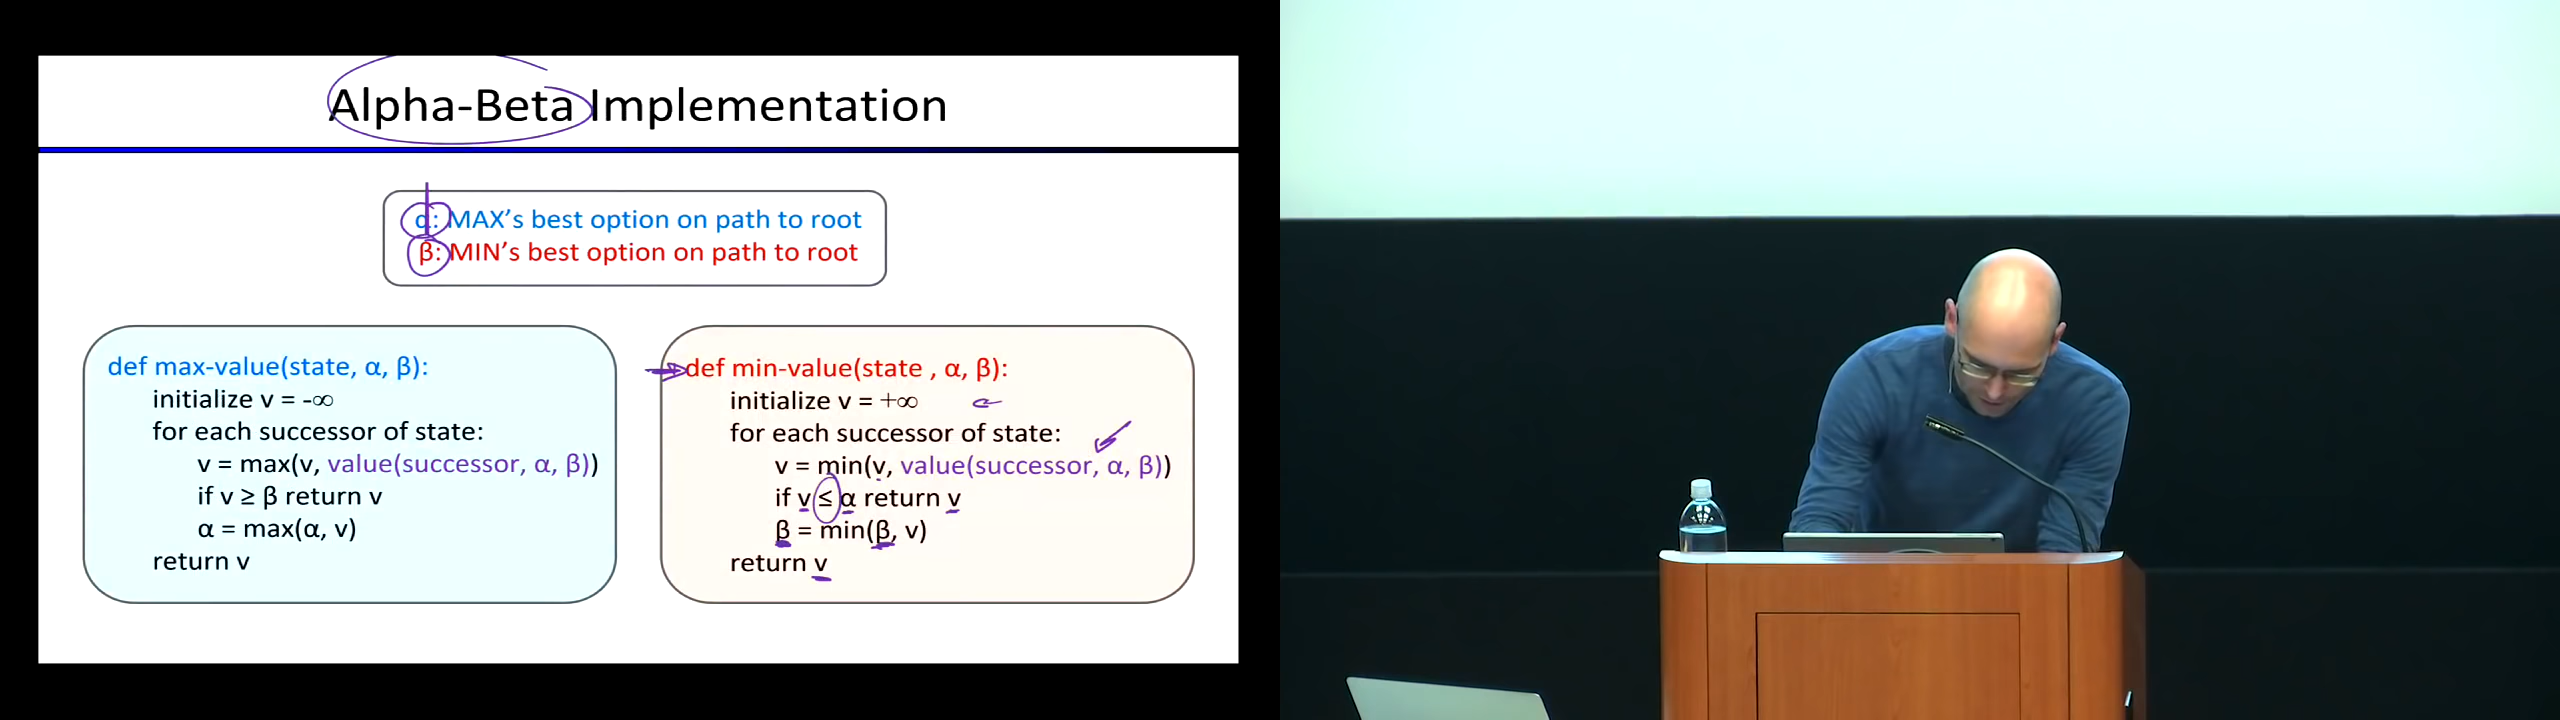 Alpha-Beta Implementation
α: MAX's best option on path to root
β: MIN's best option on path to root
def max-value(state, α, β):
initialize v = -∞
for each successor of state:
v = max(v, value(successor, α, β))
if v ≥ β return v
α = max(α, v)
return v
def min-value(state , α, β):
initialize v = +∞
for each successor of state:
v = min(v, value(successor, α, β))
if v ≤ α return v
β = min(β, v)
return v